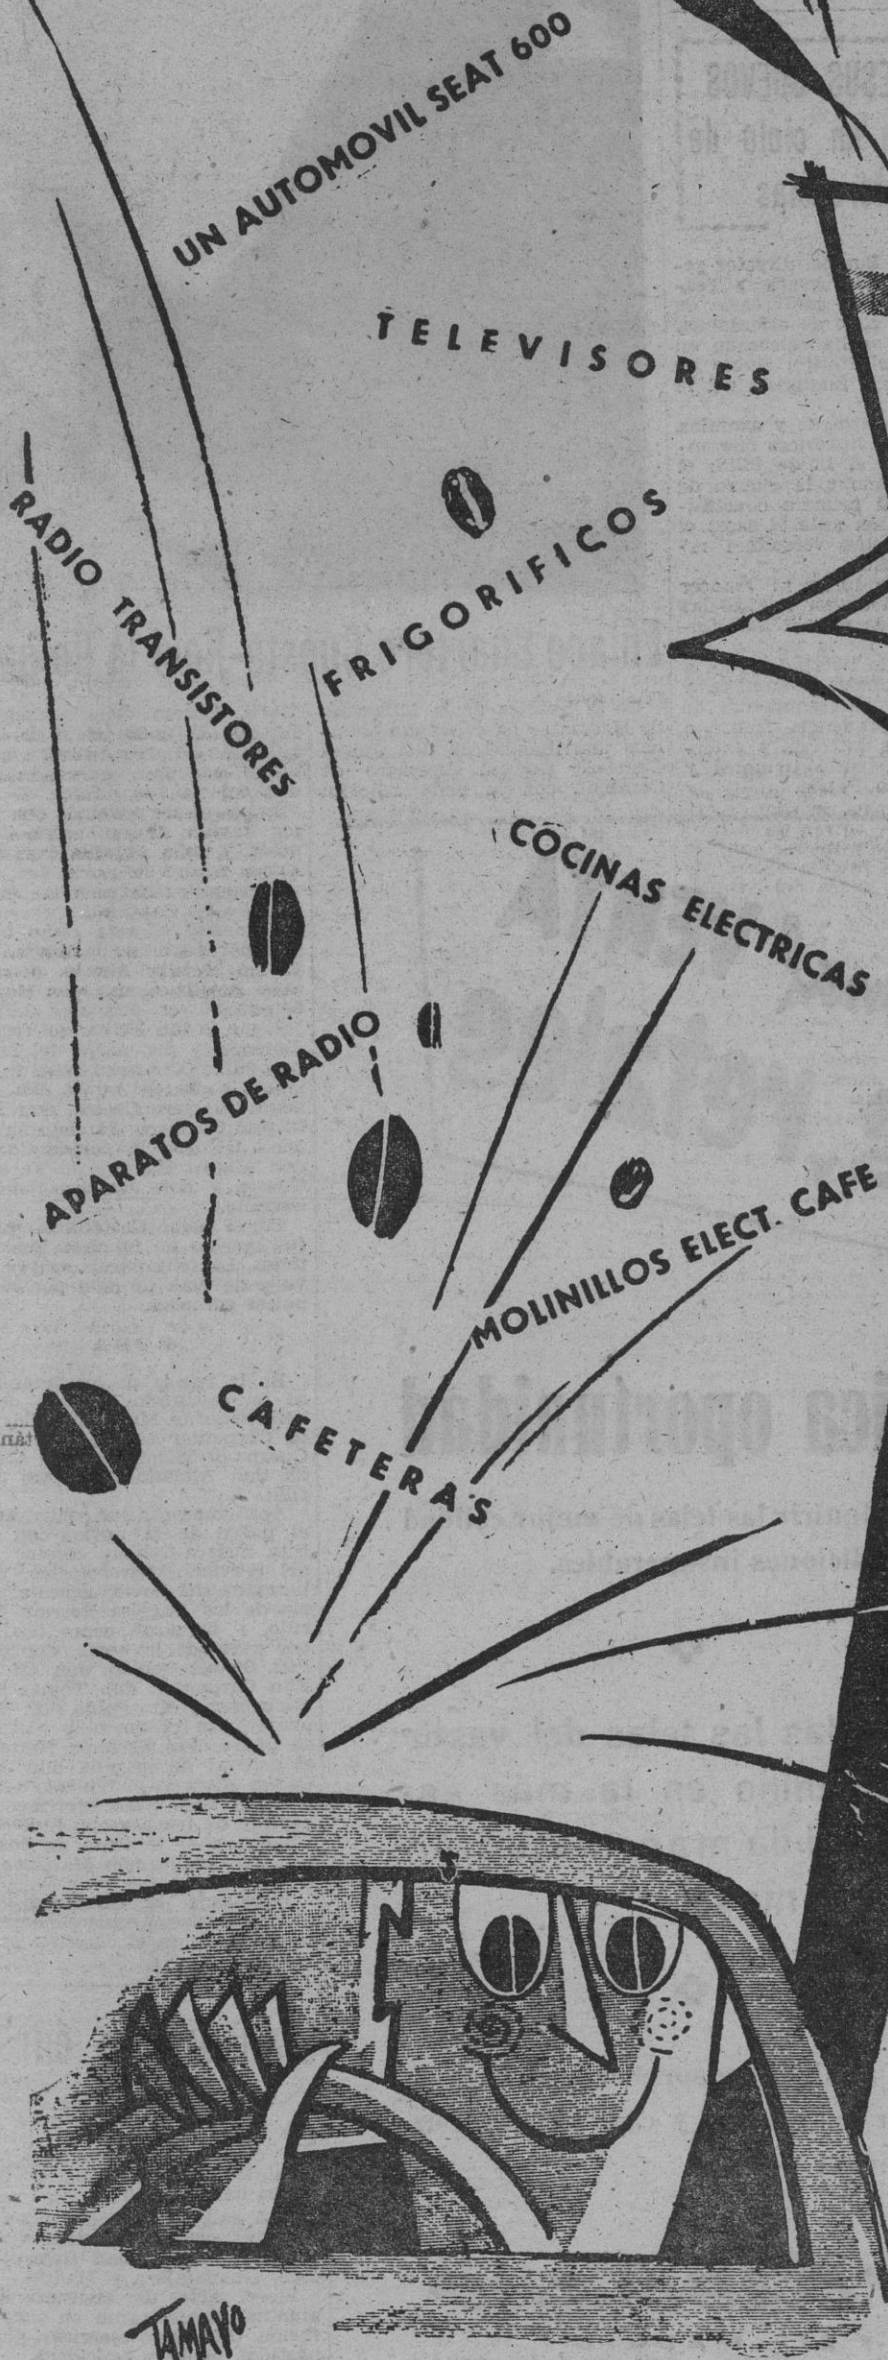 UN AUTOMOVIL SEAT 600
TELEVISORES
FRIGORIFICOS
RADIO TRANSISTORES
COCINAS ELECTRICAS
APARATOS DE RADIO
MOLINILLOS ELECT. CAFE
CAFETERAS
TAMAYO